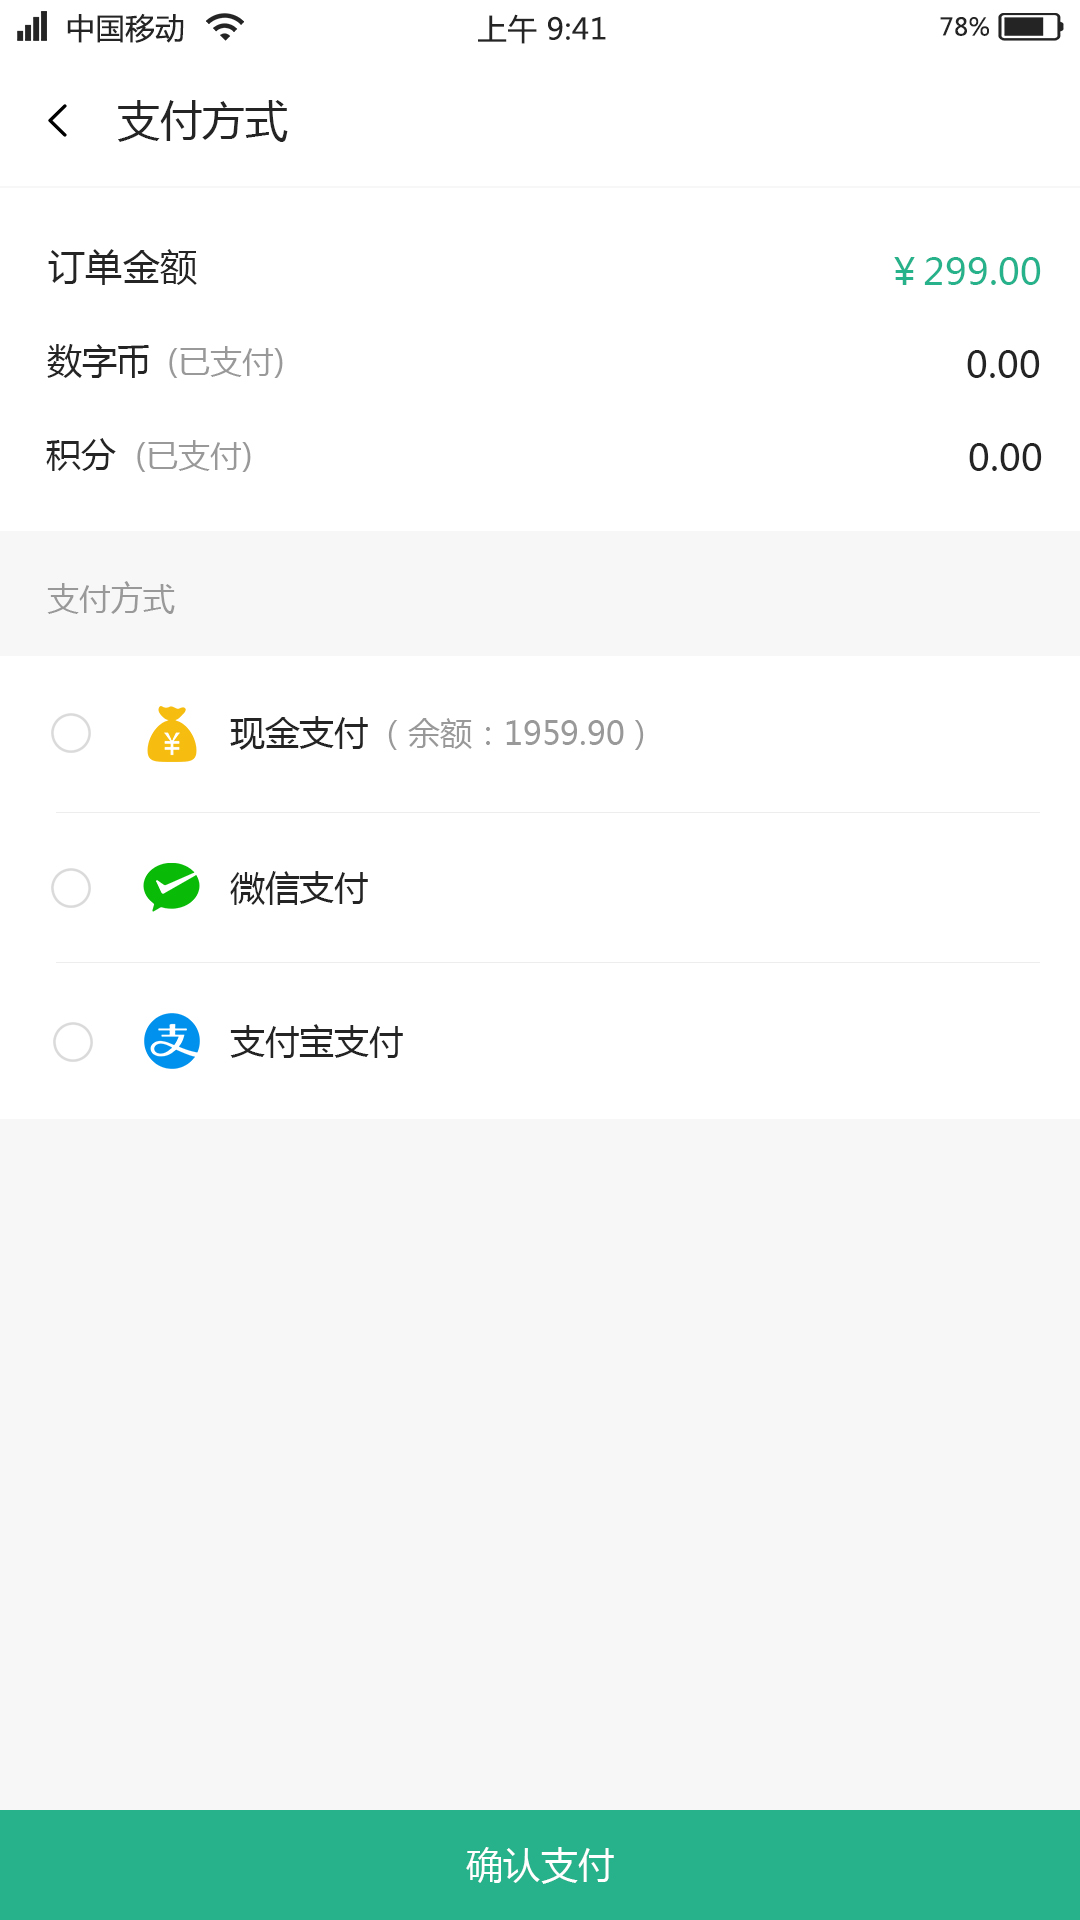 中国移动 上午 9:41 78%
支付方式
订单金额 ¥ 299.00
数字币 (已支付) 0.00
积分 (已支付) 0.00
支付方式
¥ 现金支付 （余额：1959.90）
微信支付
支 支付宝支付
确认支付